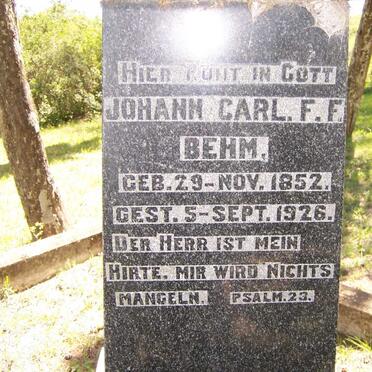 HIER RUHT IN GOTT
JOHANN CARL. F. F.
BEHM.
GEB. 29-NOV. 1852.
GEST. 5-SEPT. 1926.
DER HERR IST MEIN
HIRTE. MIR WIRD NICHTS
MANGELN. PSALM. 23.